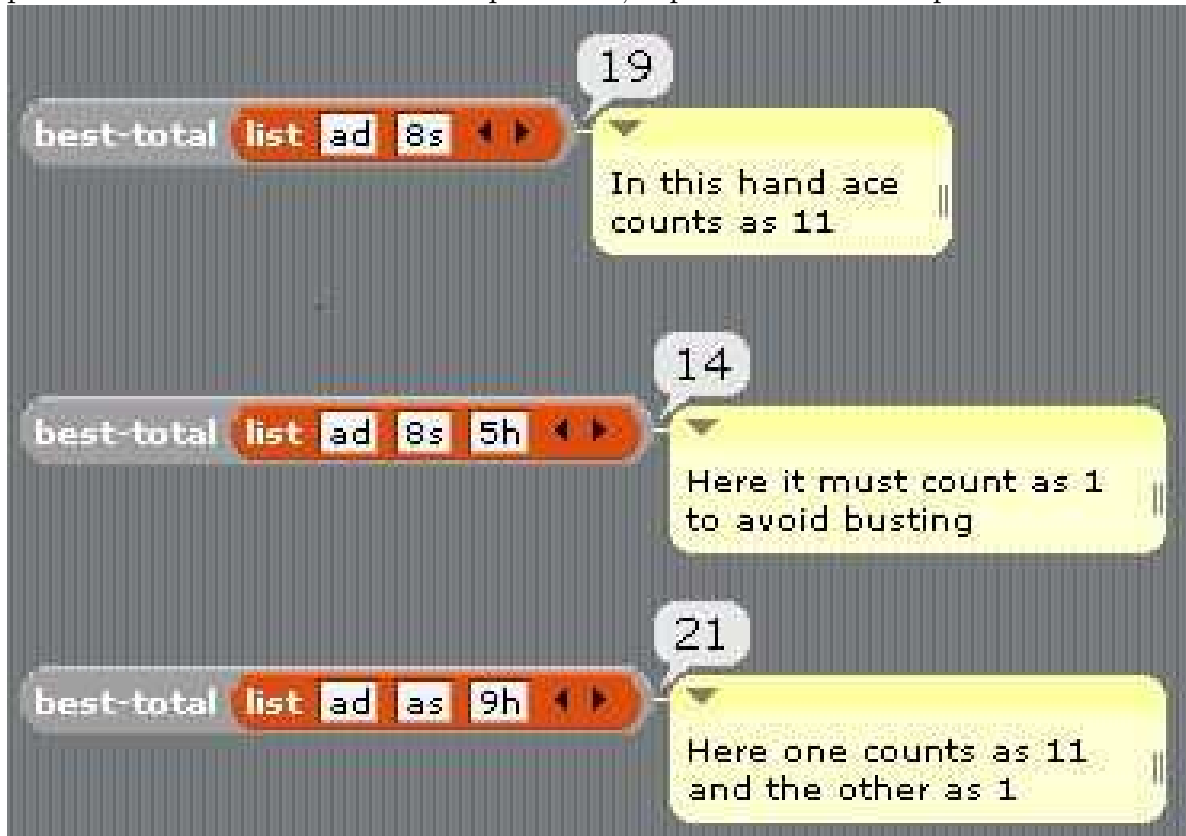 19
best-total list ad 8s
In this hand ace
counts as 11
14
best-total list ad 8s 5h
Here it must count as 1
to avoid busting
21
best-total list ad as 9h
Here one counts as 11
and the other as 1